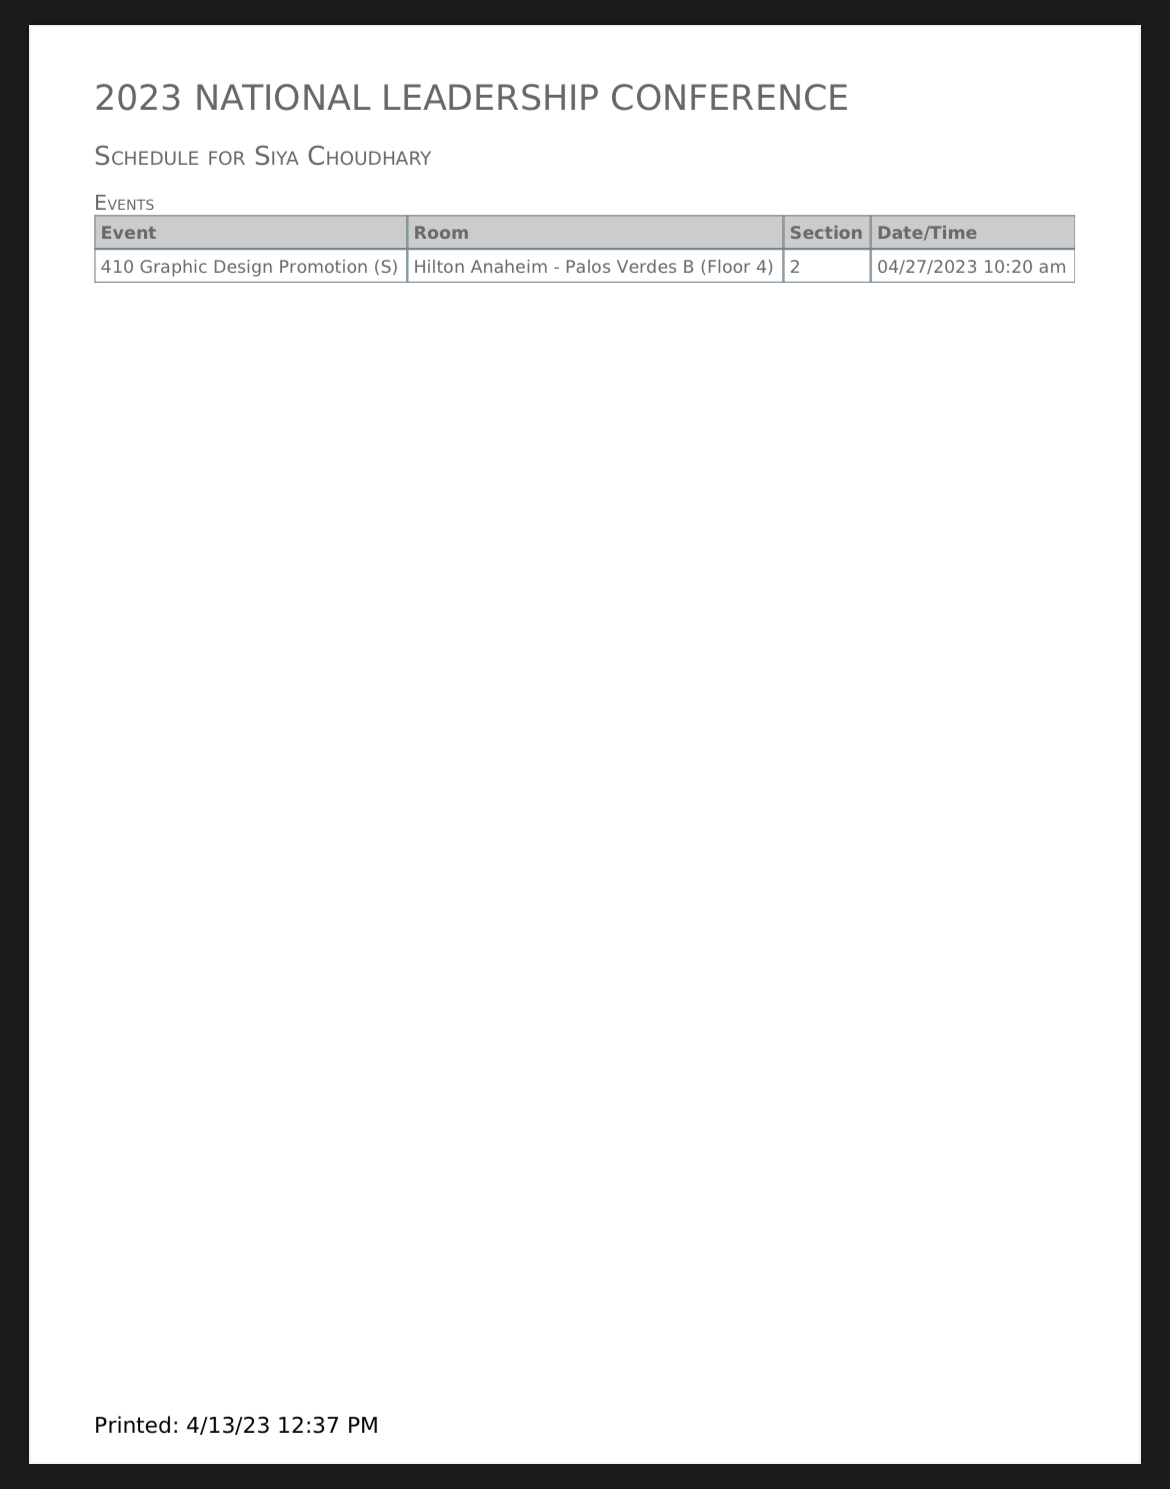 2023 NATIONAL LEADERSHIP CONFERENCE
Schedule for Siya Choudhary
Events
Event Room Section Date/Time
410 Graphic Design Promotion (S) Hilton Anaheim - Palos Verdes B (Floor 4) 2 04/27/2023 10:20 am
Printed: 4/13/23 12:37 PM